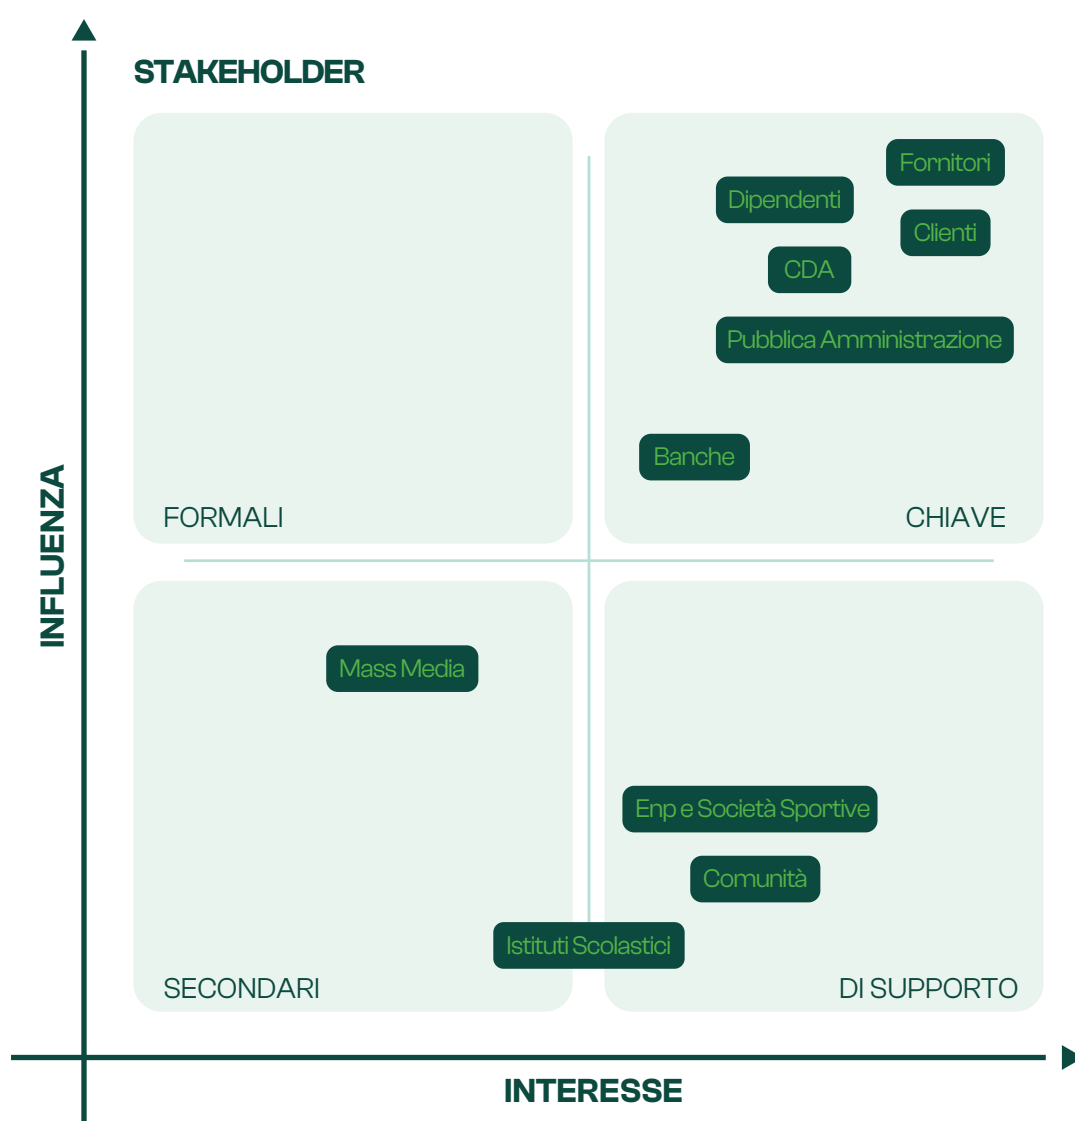 STAKEHOLDER
Fornitori
Dipendenti
Clienti
CDA
Pubblica Amministrazione
Banche
FORMALI
CHIAVE
INFLUENZA
Mass Media
Enp e Società Sportive
Comunità
Istituti Scolastici
SECONDARI
DI SUPPORTO
INTERESSE